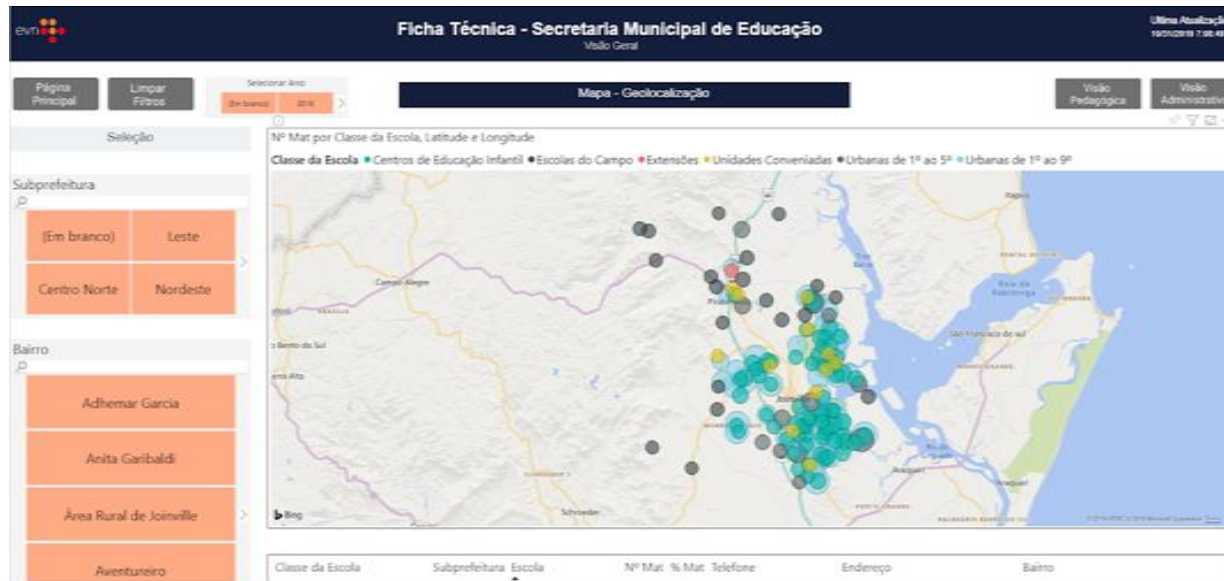 Ficha Técnica - Secretaria Municipal de Educação
Visão Geral
Página Principal
Limpar Filtros
Selecionar Ano
(Em branco) 2018
Mapa - Geolocalização
Visão Pedagógica
Visão Administrativ
Seleção
Nº Mat por Classe da Escola, Latitude e Longitude
Classe da Escola Centros de Educação Infantil Escolas do Campo Extensões Unidades Conveniadas Urbanas de 1º ao 5º Urbanas de 1º ao 9º
Subprefeitura
(Em branco) Leste
Centro Norte Nordeste
Bairro
Adhemar Garcia
Anita Garibaldi
Área Rural de Joinville
Aventureiro
Campo Alegre
Itapoá
São Francisco do sul
Araquari
Schroeder
Bing
Classe da Escola Subprefeitura Escola Nº Mat % Mat Telefone Endereço Bairro